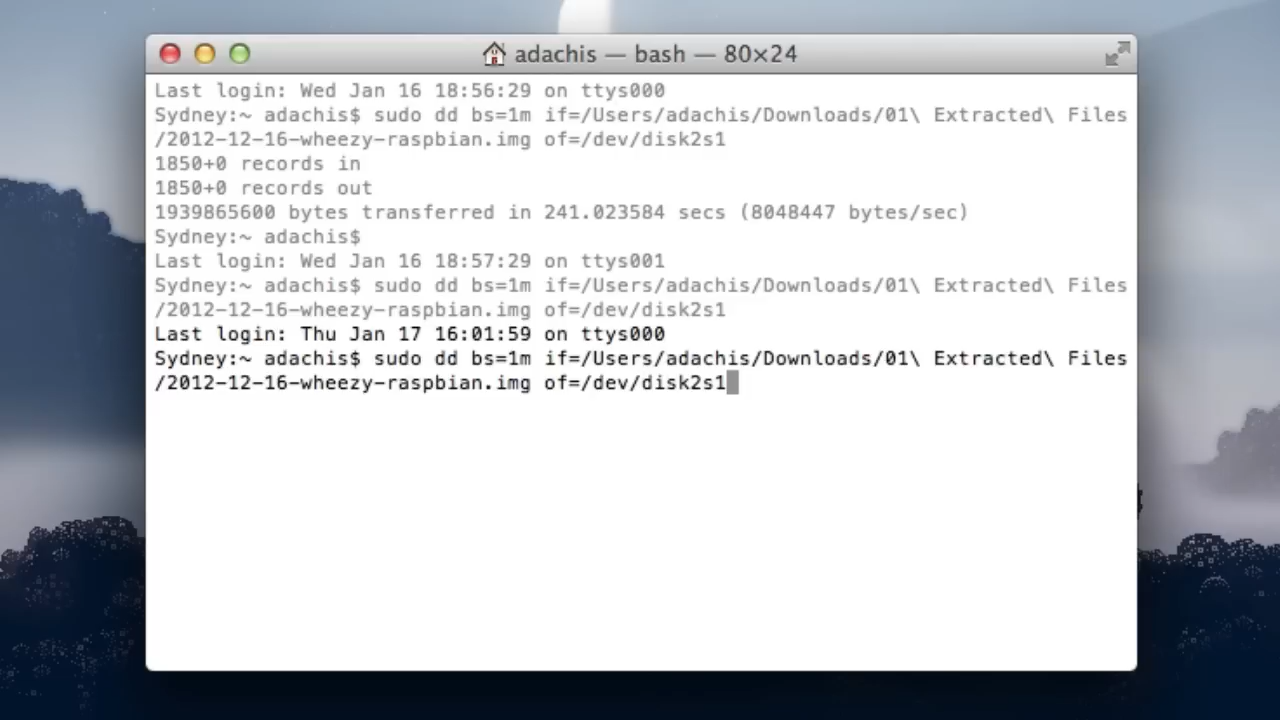 adachis — bash — 80×24
Last login: Wed Jan 16 18:56:29 on ttys000
Sydney:~ adachis$ sudo dd bs=1m if=/Users/adachis/Downloads/01\ Extracted\ Files
/2012-12-16-wheezy-raspbian.img of=/dev/disk2s1
1850+0 records in
1850+0 records out
1939865600 bytes transferred in 241.023584 secs (8048447 bytes/sec)
Sydney:~ adachis$
Last login: Wed Jan 16 18:57:29 on ttys001
Sydney:~ adachis$ sudo dd bs=1m if=/Users/adachis/Downloads/01\ Extracted\ Files
/2012-12-16-wheezy-raspbian.img of=/dev/disk2s1
Last login: Thu Jan 17 16:01:59 on ttys000
Sydney:~ adachis$ sudo dd bs=1m if=/Users/adachis/Downloads/01\ Extracted\ Files
/2012-12-16-wheezy-raspbian.img of=/dev/disk2s1